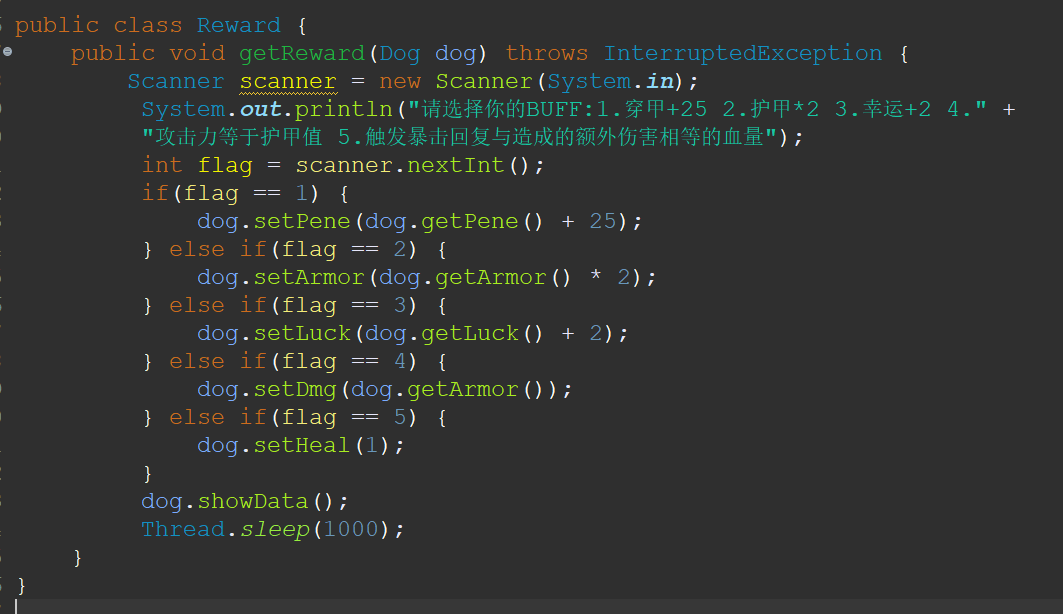 public class Reward {
public void getReward(Dog dog) throws InterruptedException {
Scanner scanner = new Scanner(System.in);
System.out.println("请选择你的BUFF:1.穿甲+25 2.护甲*2 3.幸运+2 4." +
"攻击力等于护甲值 5.触发暴击回复与造成的额外伤害相等的血量");
int flag = scanner.nextInt();
if(flag == 1) {
dog.setPene(dog.getPene() + 25);
} else if(flag == 2) {
dog.setArmor(dog.getArmor() * 2);
} else if(flag == 3) {
dog.setLuck(dog.getLuck() + 2);
} else if(flag == 4) {
dog.setDmg(dog.getArmor());
} else if(flag == 5) {
dog.setHeal(1);
}
dog.showData();
Thread.sleep(1000);
}
}